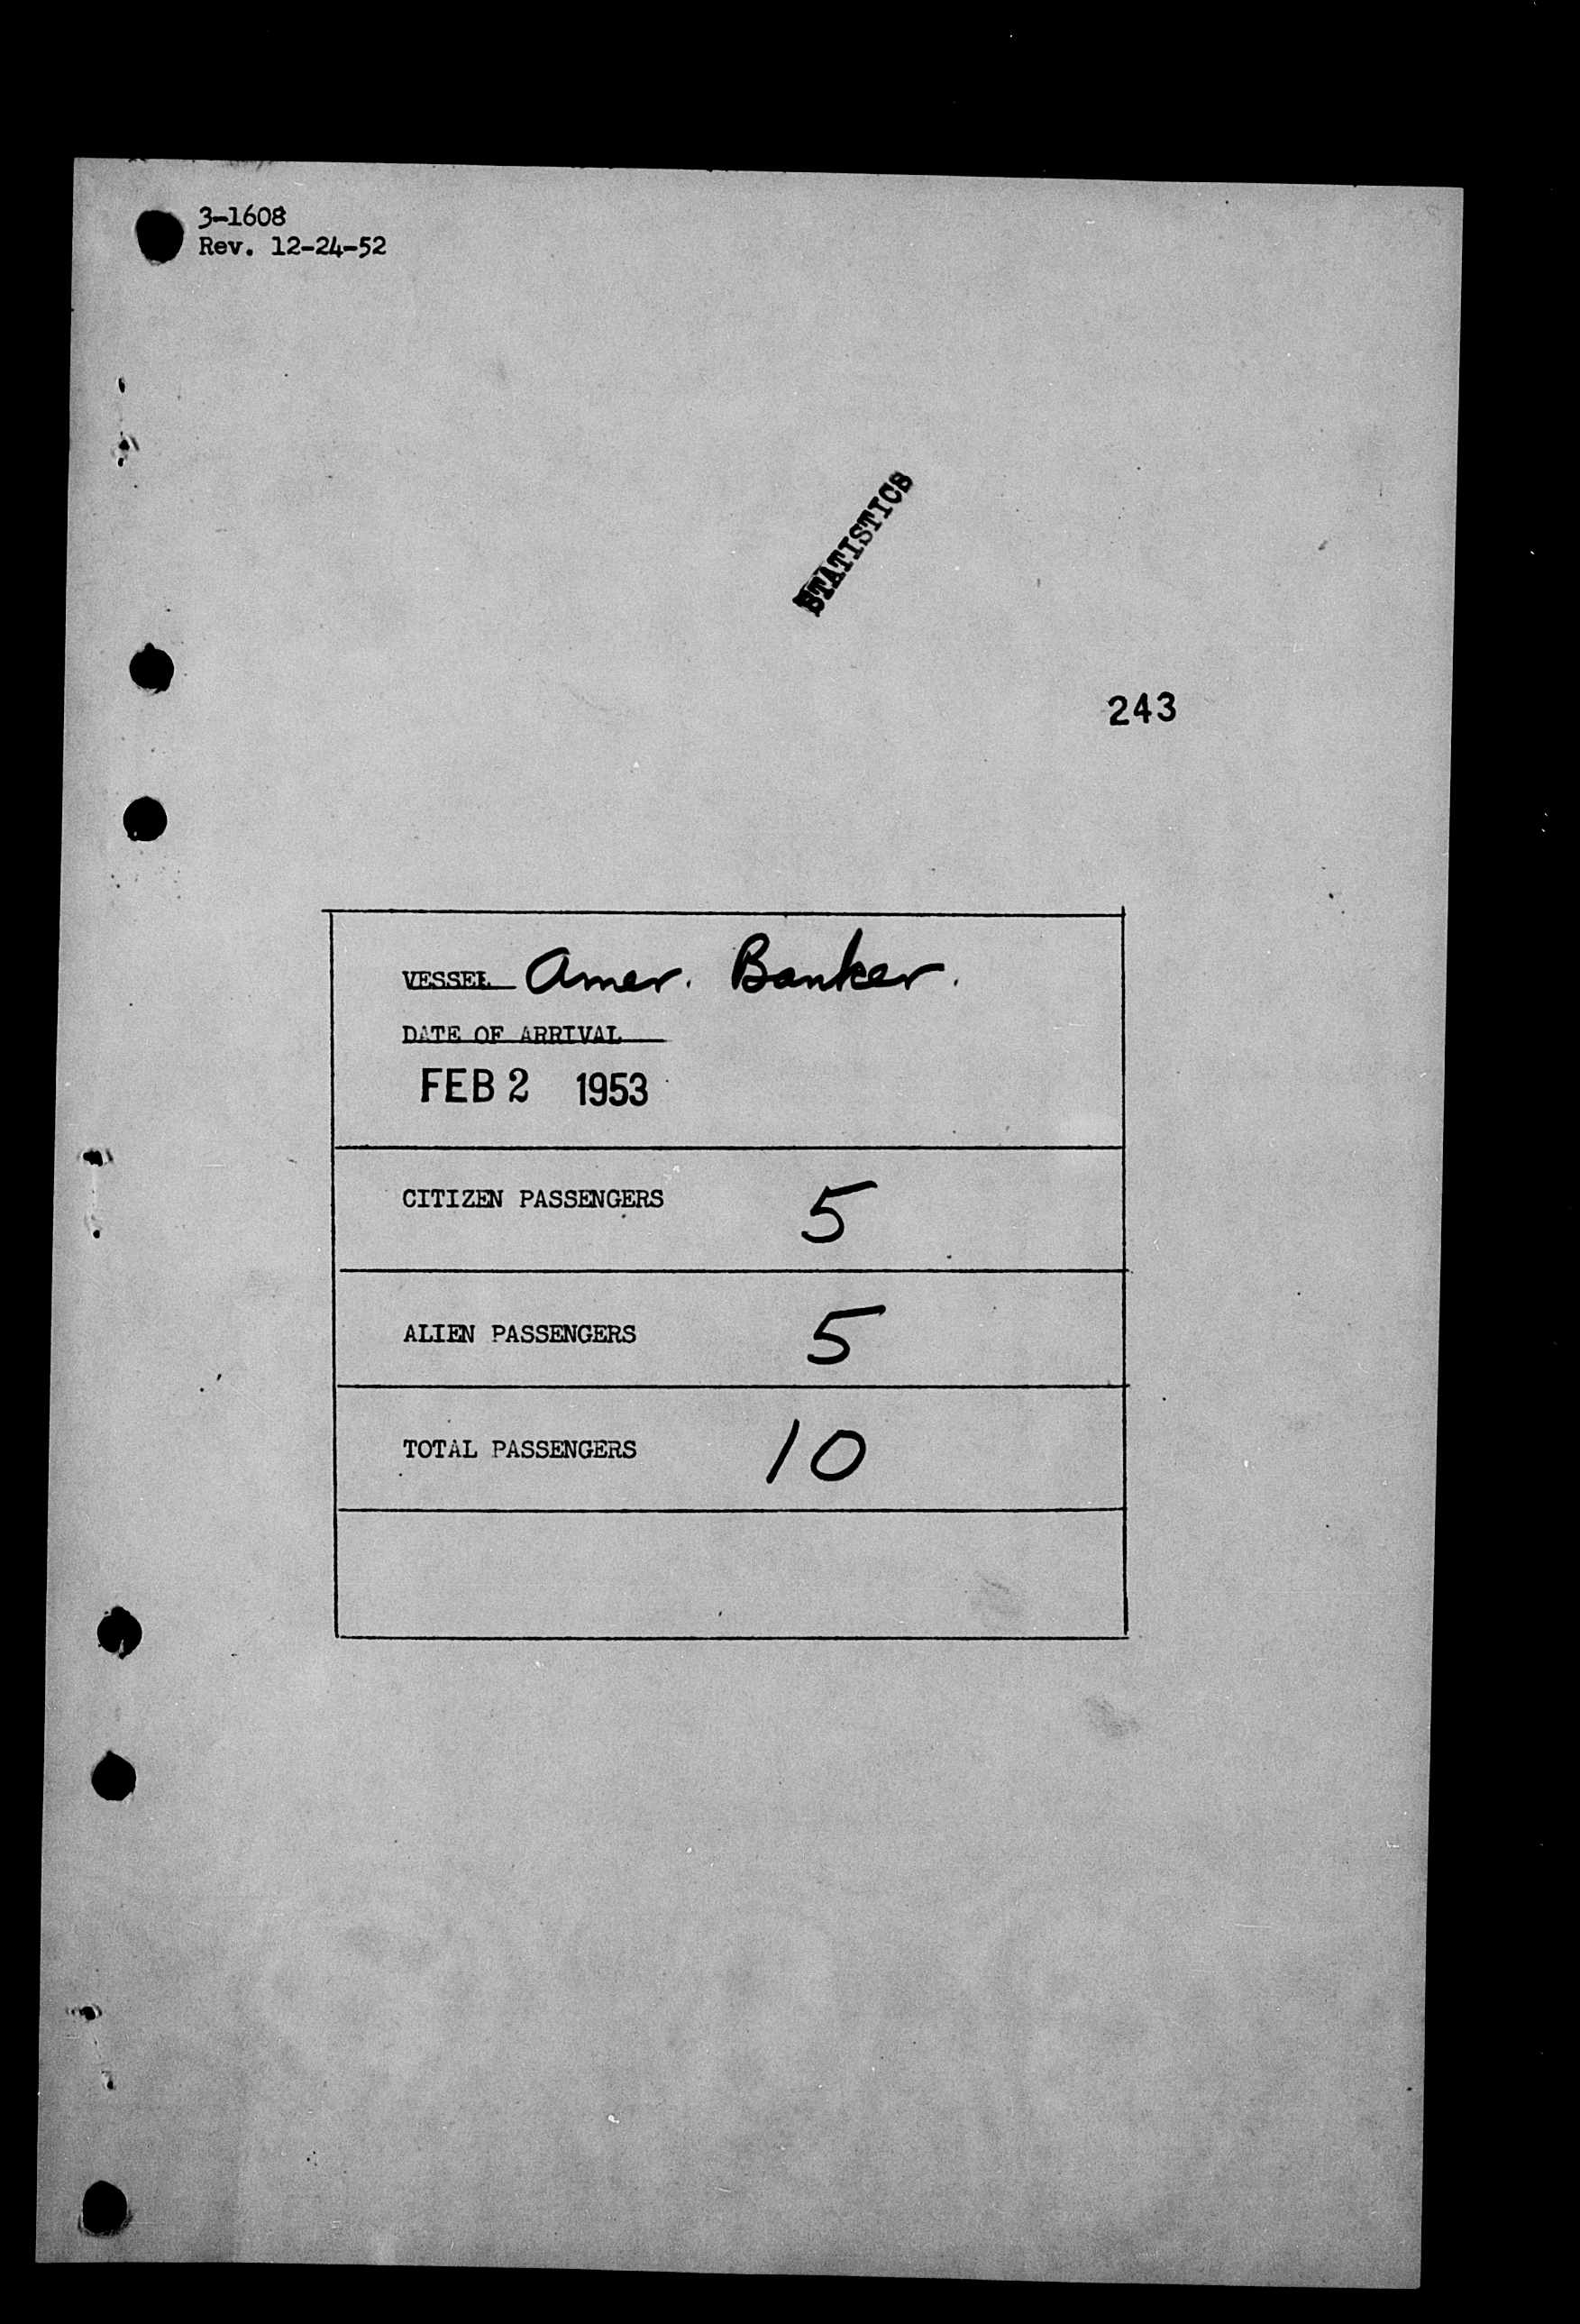 3-1608
Rev. 12-24-52
STATISTICS
243
VESSEL Amer. Banker.
DATE OF ARRIVAL
FEB 2 1953
CITIZEN PASSENGERS 5
ALIEN PASSENGERS 5
TOTAL PASSENGERS 10